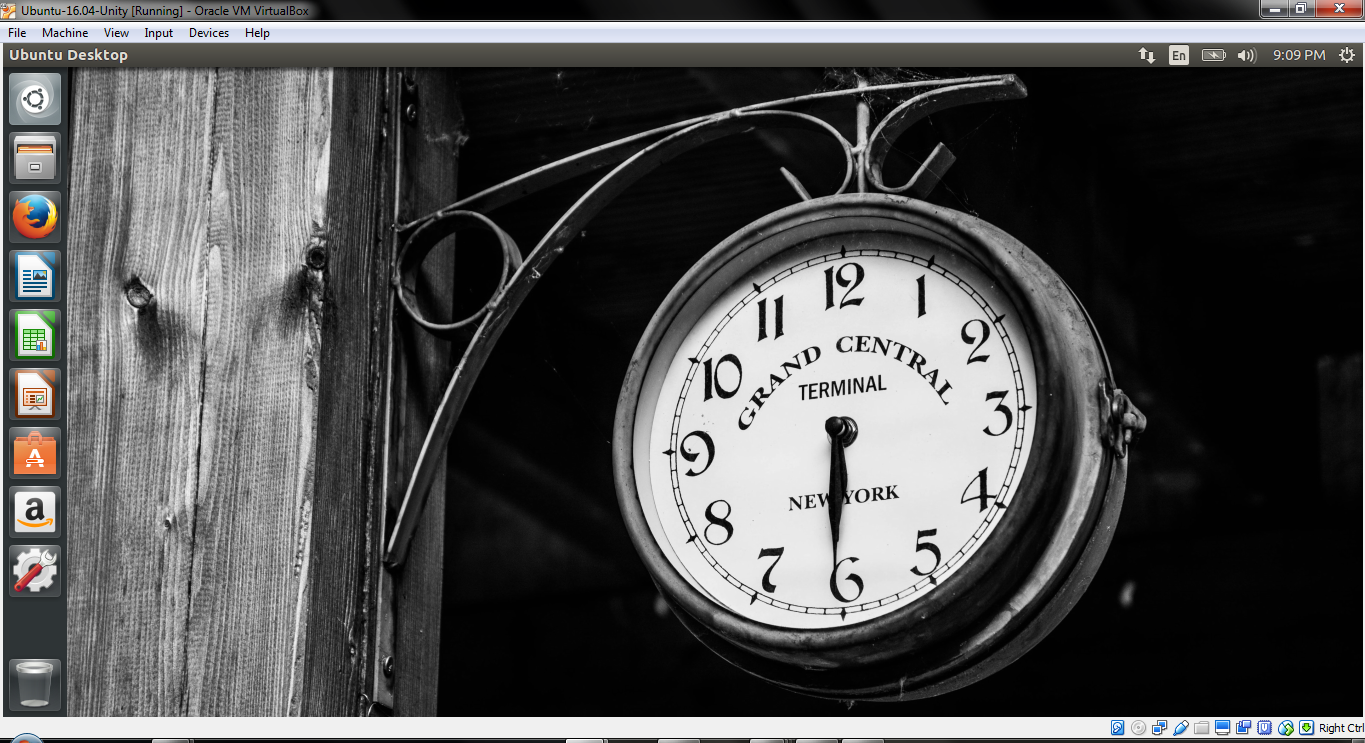 Ubuntu-16.04-Unity [Running] - Oracle VM VirtualBox
File Machine View Input Devices Help
Ubuntu Desktop En 9:09 PM
12
11 1
10 2
GRAND CENTRAL
TERMINAL
9 3
NEW YORK
8 4
7 5
6
a
Right Ctrl